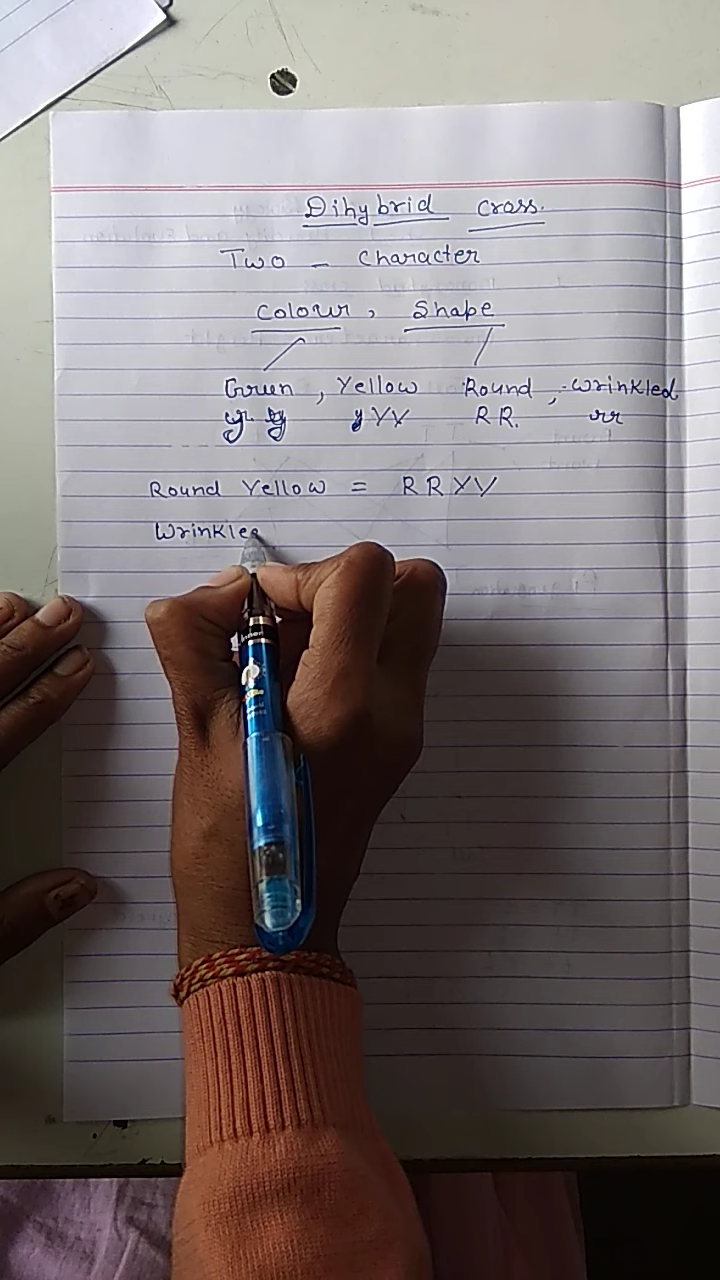 Dihybrid Cross.
Two - Character
Colour, Shape
Green, Yellow Round, Wrinkled
yy YY RR. rr
Round Yellow = RRYY
Wrinkle